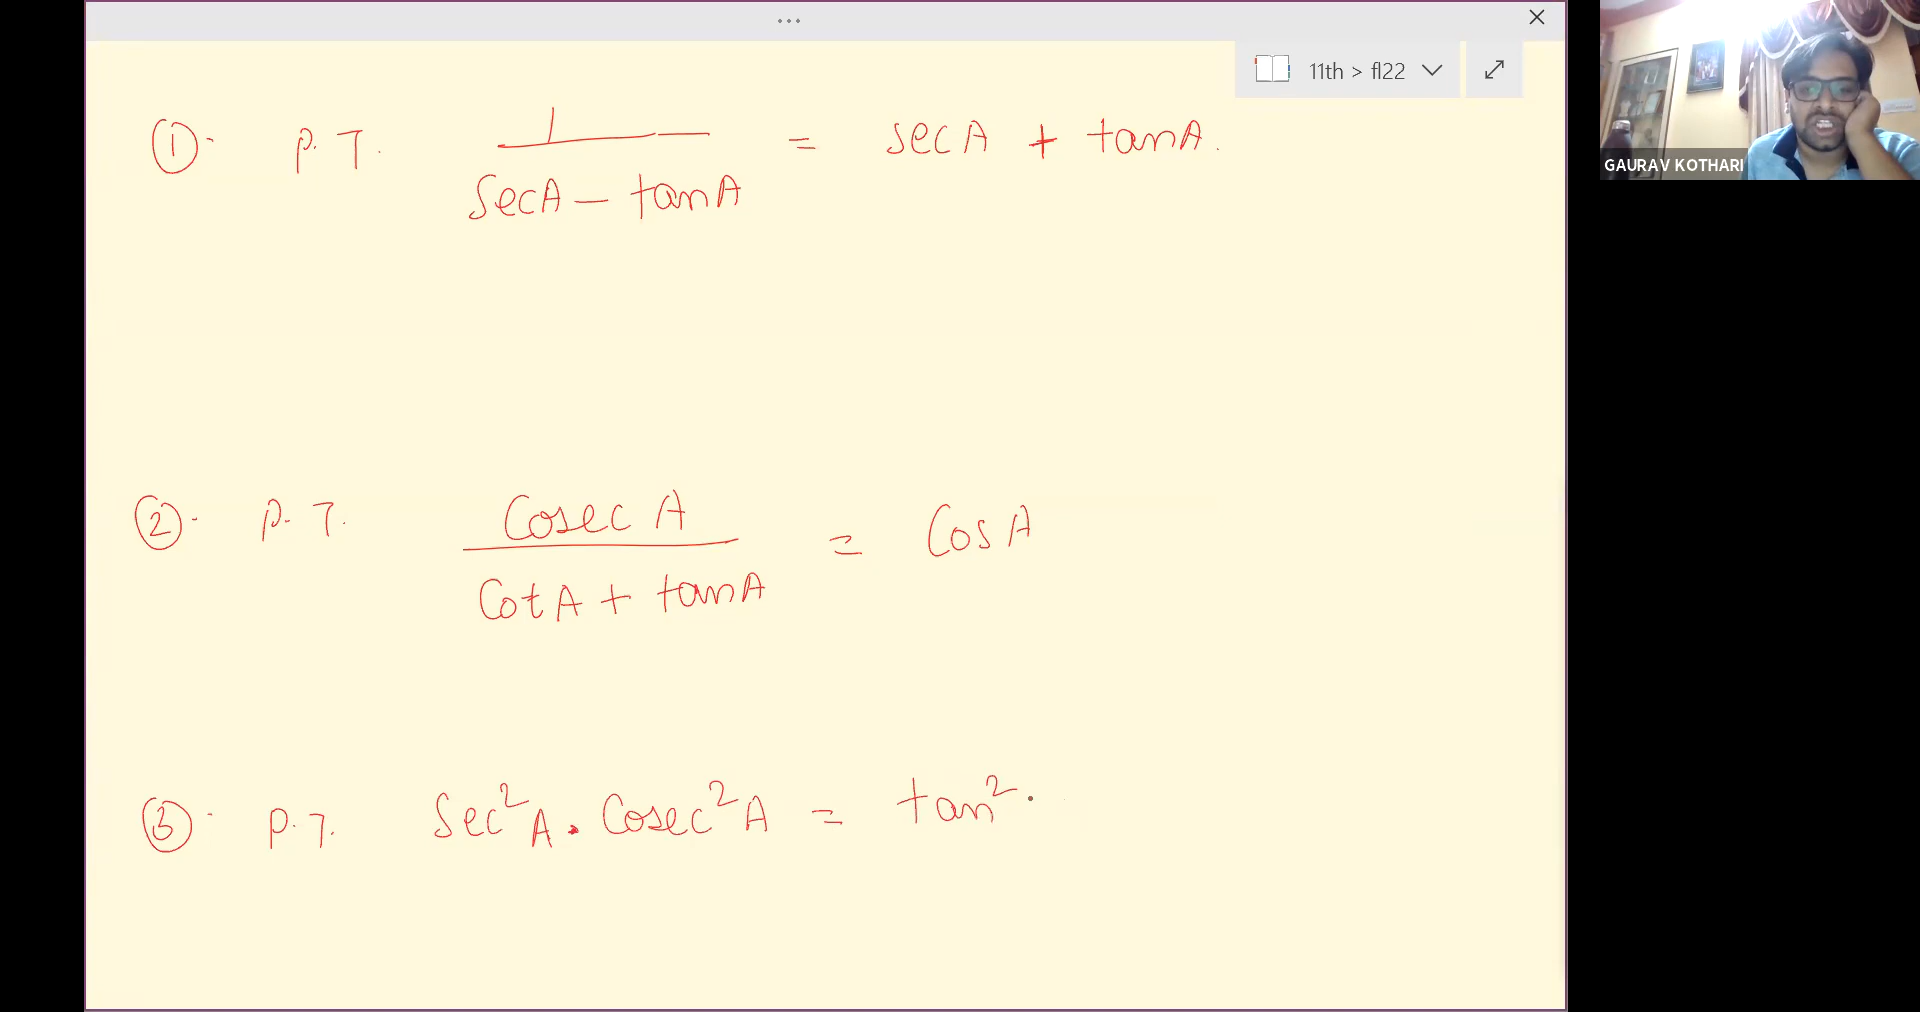 11th > fl22
GAURAV KOTHARI
① P.T. 1 / (secA - tanA) = secA + tanA.
② P.T. CosecA / (CotA + tanA) = CosA
③ P.T. Sec²A . Cosec²A = tan² .